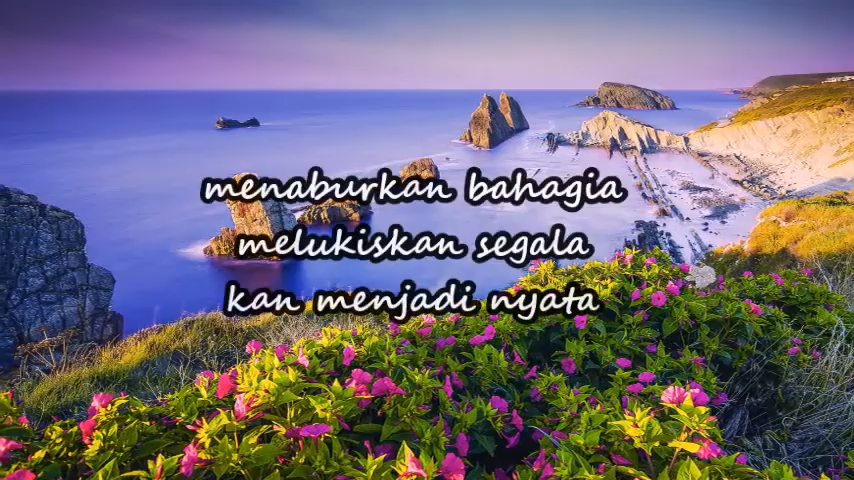 menaburkan bahagia
melukiskan segala
kan menjadi nyata